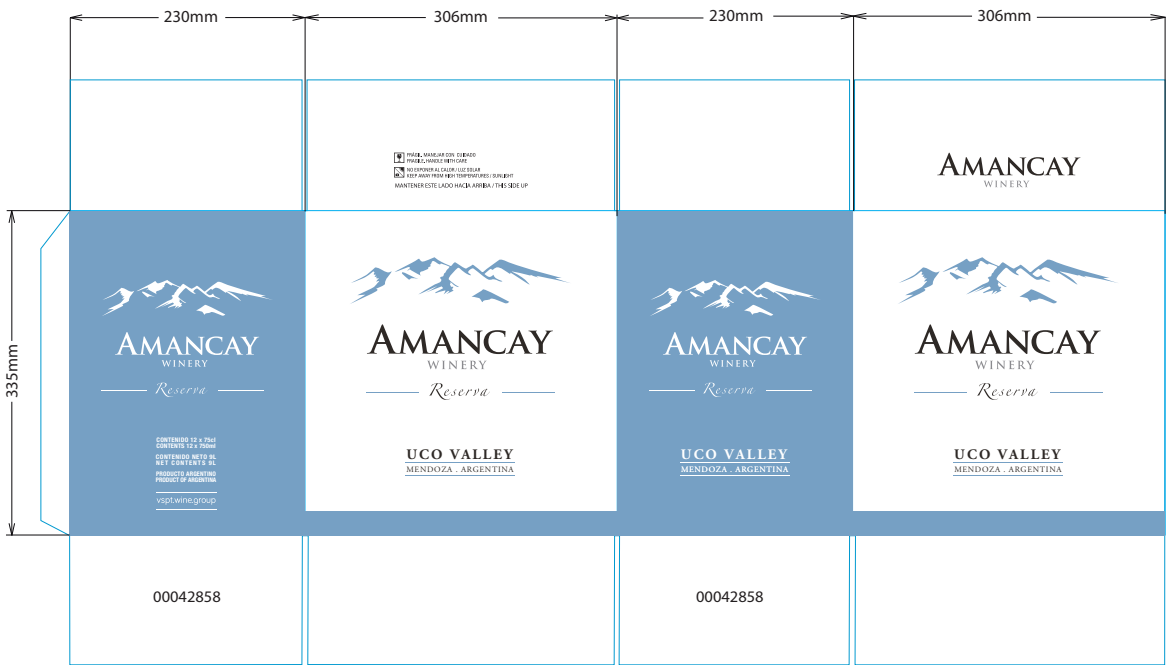 230mm
306mm
230mm
306mm
FRÁGIL, MANEJAR CON CUIDADO
FRAGILE, HANDLE WITH CARE
NO EXPONER AL CALOR / LUZ SOLAR
KEEP AWAY FROM HIGH TEMPERATURES / SUNLIGHT
MANTENER ESTE LADO HACIA ARRIBA / THIS SIDE UP
AMANCAY
WINERY
335mm
AMANCAY
WINERY
Reserva
CONTENIDO 12 x 75cl
CONTENTS 12 x 750ml
CONTENIDO NETO 9L
NET CONTENTS 9L
PRODUCTO ARGENTINO
PRODUCT OF ARGENTINA
vspt.wine.group
AMANCAY
WINERY
Reserva
UCO VALLEY
MENDOZA . ARGENTINA
AMANCAY
WINERY
Reserva
UCO VALLEY
MENDOZA . ARGENTINA
AMANCAY
WINERY
Reserva
UCO VALLEY
MENDOZA . ARGENTINA
00042858
00042858